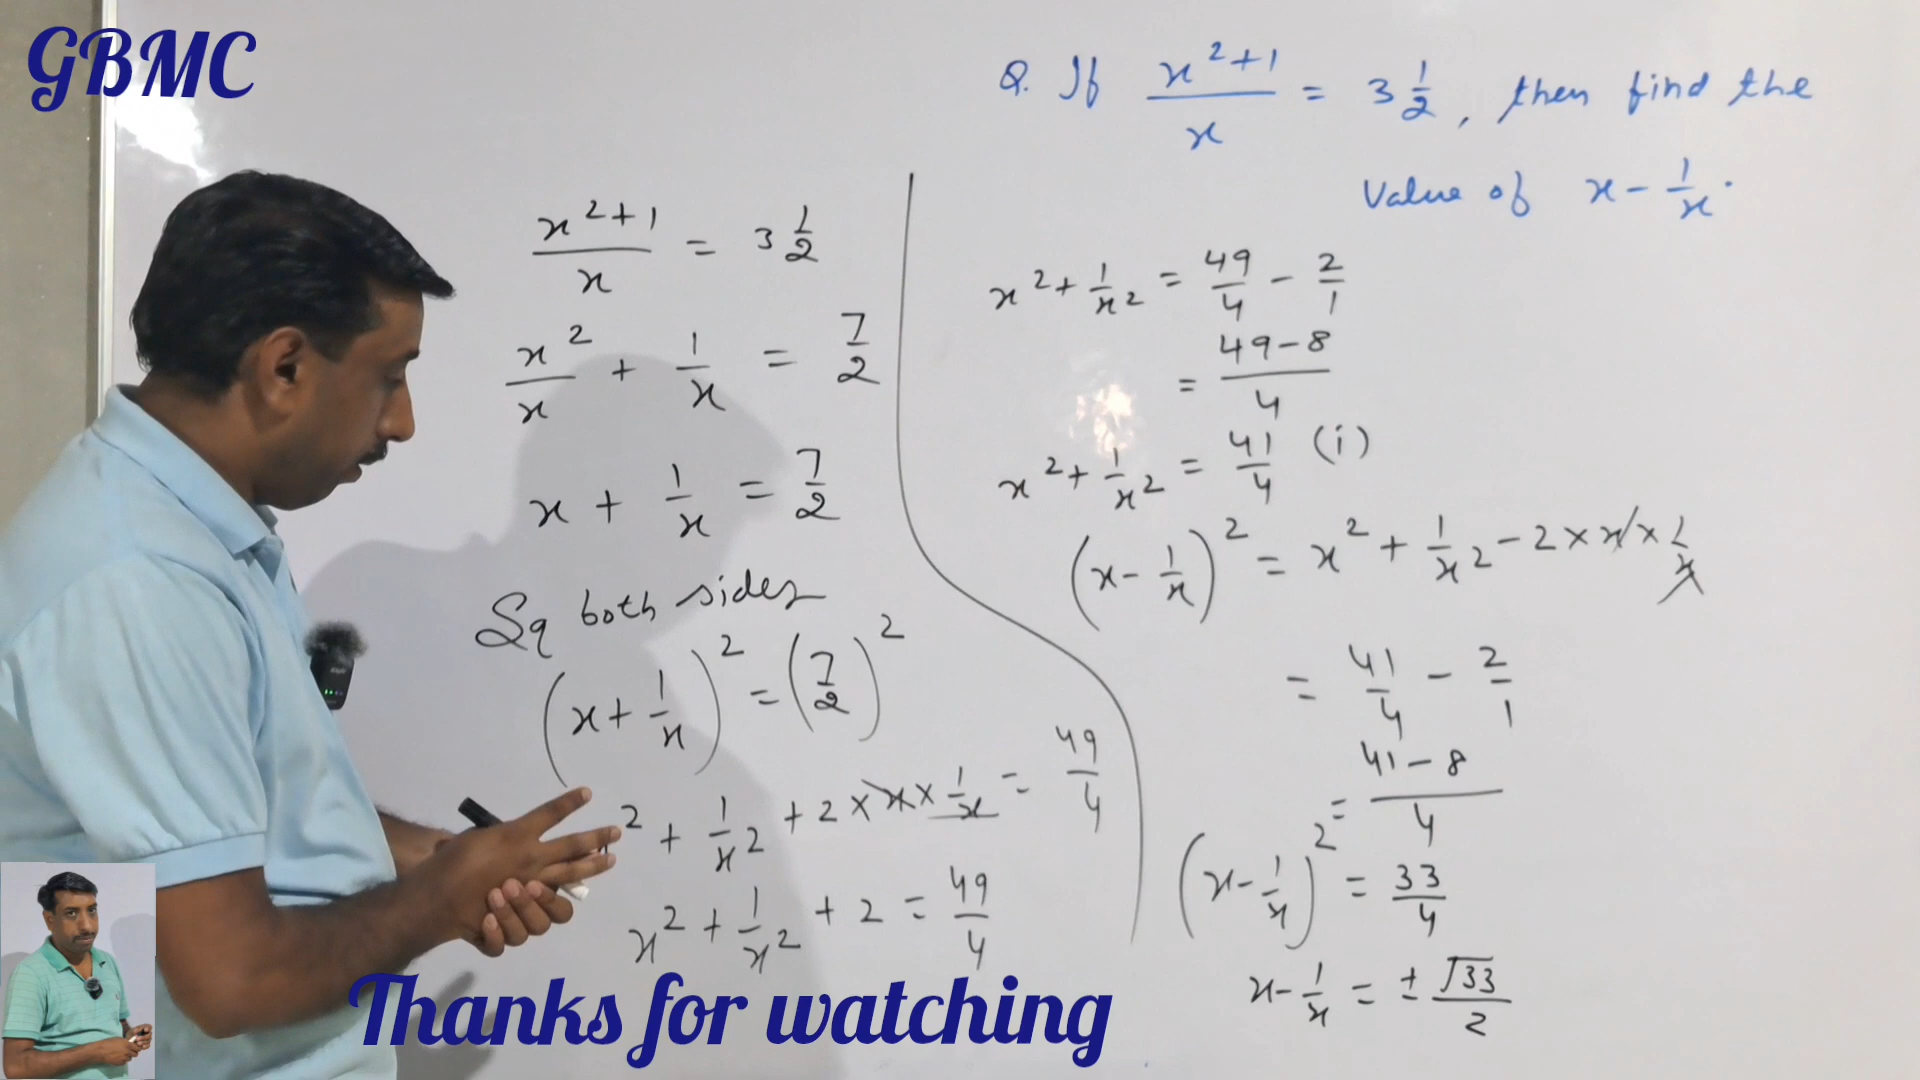 GBMC
Q. If (x²+1)/x = 3 1/2, then find the
Value of x - 1/x.
(x²+1)/x = 3 1/2
x²/x + 1/x = 7/2
x + 1/x = 7/2
Sq both sides
(x + 1/x)² = (7/2)²
² + 1/x² + 2 × x × 1/x = 49/4
x² + 1/x² + 2 = 49/4
x² + 1/x² = 49/4 - 2/1
= (49-8)/4
x² + 1/x² = 41/4 (i)
(x - 1/x)² = x² + 1/x² - 2 × x × 1/x
= 41/4 - 2/1
= (41-8)/4
(x - 1/x)² = 33/4
x - 1/x = ± √33/2
Thanks for watching